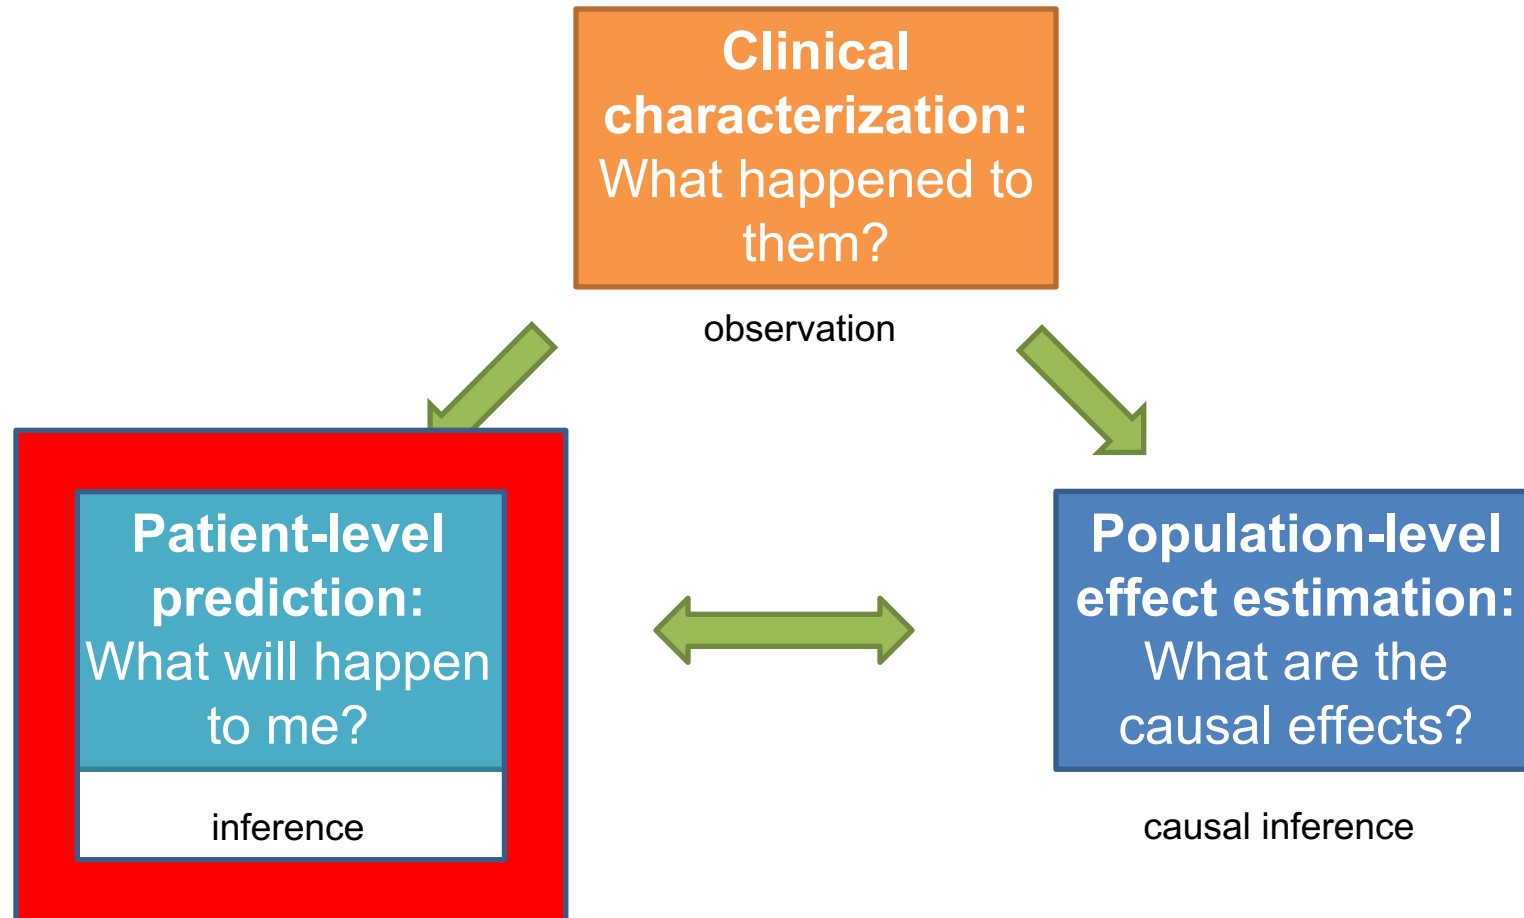 Clinical
characterization:
What happened to
them?
observation
Patient-level
prediction:
What will happen
to me?
inference
Population-level
effect estimation:
What are the
causal effects?
causal inference